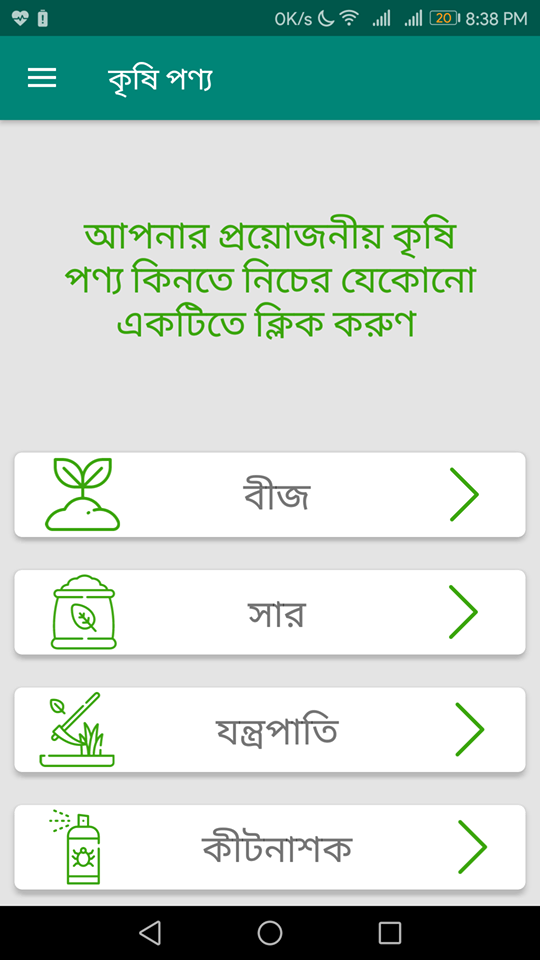 0K/s 20 8:38 PM
কৃষি পণ্য
আপনার প্রয়োজনীয় কৃষি
পণ্য কিনতে নিচের যেকোনো
একটিতে ক্লিক করুণ
বীজ
সার
যন্ত্রপাতি
কীটনাশক